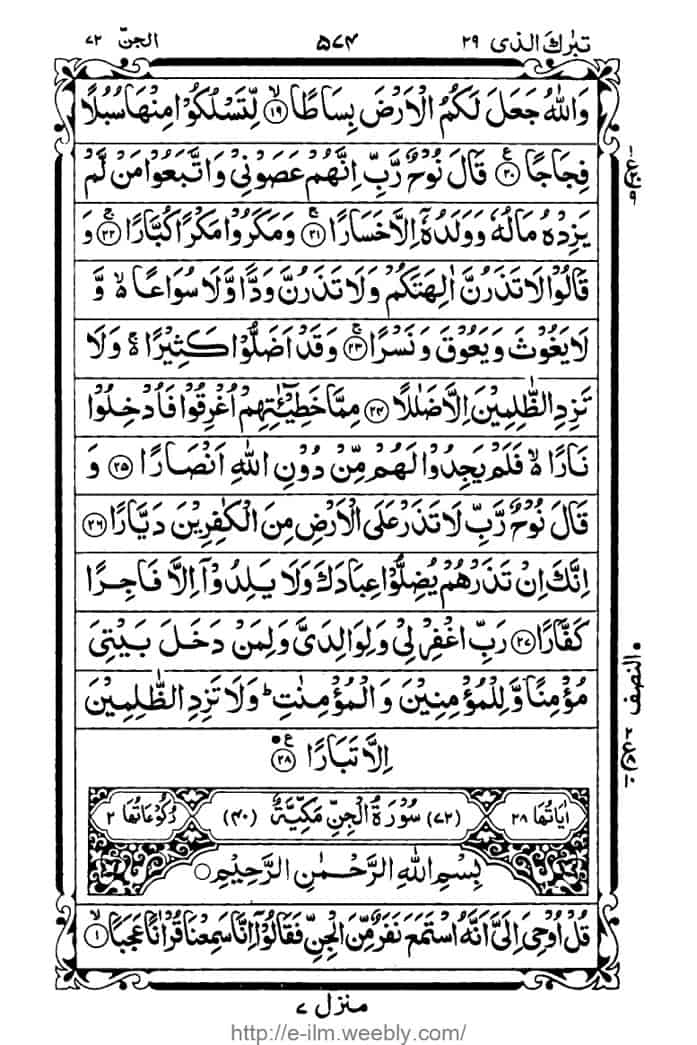 تبٰرك الذی ۲۹ ۵۷۴ الجنّ ۷۲
وَاللّٰهُ جَعَلَ لَكُمُ الْاَرْضَ بِسَاطًا ۙ﴿۱۹﴾ لِّتَسْلُكُوْا مِنْهَا سُبُلًا
فِجَاجًا ﴿۲۰﴾ ع قَالَ نُوْحٌ رَّبِّ اِنَّهُمْ عَصَوْنِیْ وَاتَّبَعُوْا مَنْ لَّمْ
یَزِدْهُ مَالُهٗ وَوَلَدُهٗۤ اِلَّا خَسَارًا ۚ﴿۲۱﴾ وَمَكَرُوْا مَكْرًا كُبَّارًا ۚ﴿۲۲﴾ وَ
قَالُوْا لَا تَذَرُنَّ اٰلِهَتَكُمْ وَلَا تَذَرُنَّ وَدًّا وَّلَا سُوَاعًا ۙ۬ وَّ
لَا یَغُوْثَ وَیَعُوْقَ وَنَسْرًا ۚ﴿۲۳﴾ وَقَدْ اَضَلُّوْا كَثِیْرًا ۚ۬ وَلَا
تَزِدِ الظّٰلِمِیْنَ اِلَّا ضَلٰلًا ﴿۲۴﴾ مِمَّا خَطِیْٓـٰٔتِهِمْ اُغْرِقُوْا فَاُدْخِلُوْا
نَارًا ۙ۬ فَلَمْ یَجِدُوْا لَهُمْ مِّنْ دُوْنِ اللّٰهِ اَنْصَارًا ﴿۲۵﴾ وَ
قَالَ نُوْحٌ رَّبِّ لَا تَذَرْ عَلَی الْاَرْضِ مِنَ الْكٰفِرِیْنَ دَیَّارًا ﴿۲۶﴾
اِنَّكَ اِنْ تَذَرْهُمْ یُضِلُّوْا عِبَادَكَ وَلَا یَلِدُوْۤا اِلَّا فَاجِرًا
كَفَّارًا ﴿۲۷﴾ رَبِّ اغْفِرْ لِیْ وَلِوَالِدَیَّ وَلِمَنْ دَخَلَ بَیْتِیَ
مُؤْمِنًا وَّلِلْمُؤْمِنِیْنَ وَالْمُؤْمِنٰتِ ؕ وَلَا تَزِدِ الظّٰلِمِیْنَ
اِلَّا تَبَارًا ﴿۲۸﴾ ع
النصف
اٰیَاتُهَا ۲۸ (۷۲) سُوْرَةُ الْجِنِّ مَكِّیَّةٌ (۴۰) رُكُوْعَاتُهَا ۲
بِسْمِ اللّٰهِ الرَّحْمٰنِ الرَّحِیْمِ
قُلْ اُوْحِیَ اِلَیَّ اَنَّهُ اسْتَمَعَ نَفَرٌ مِّنَ الْجِنِّ فَقَالُوْۤا اِنَّا سَمِعْنَا قُرْاٰنًا عَجَبًا ۙ﴿۱﴾
منزل ۷
http://e-ilm.weebly.com/